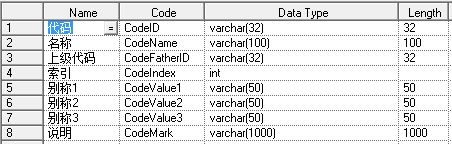 Name Code Data Type Length
1 代码 = CodeID varchar(32) 32
2 名称 CodeName varchar(100) 100
3 上级代码 CodeFatherID varchar(32) 32
4 索引 CodeIndex int
5 别称1 CodeValue1 varchar(50) 50
6 别称2 CodeValue2 varchar(50) 50
7 别称3 CodeValue3 varchar(50) 50
8 说明 CodeMark varchar(1000) 1000